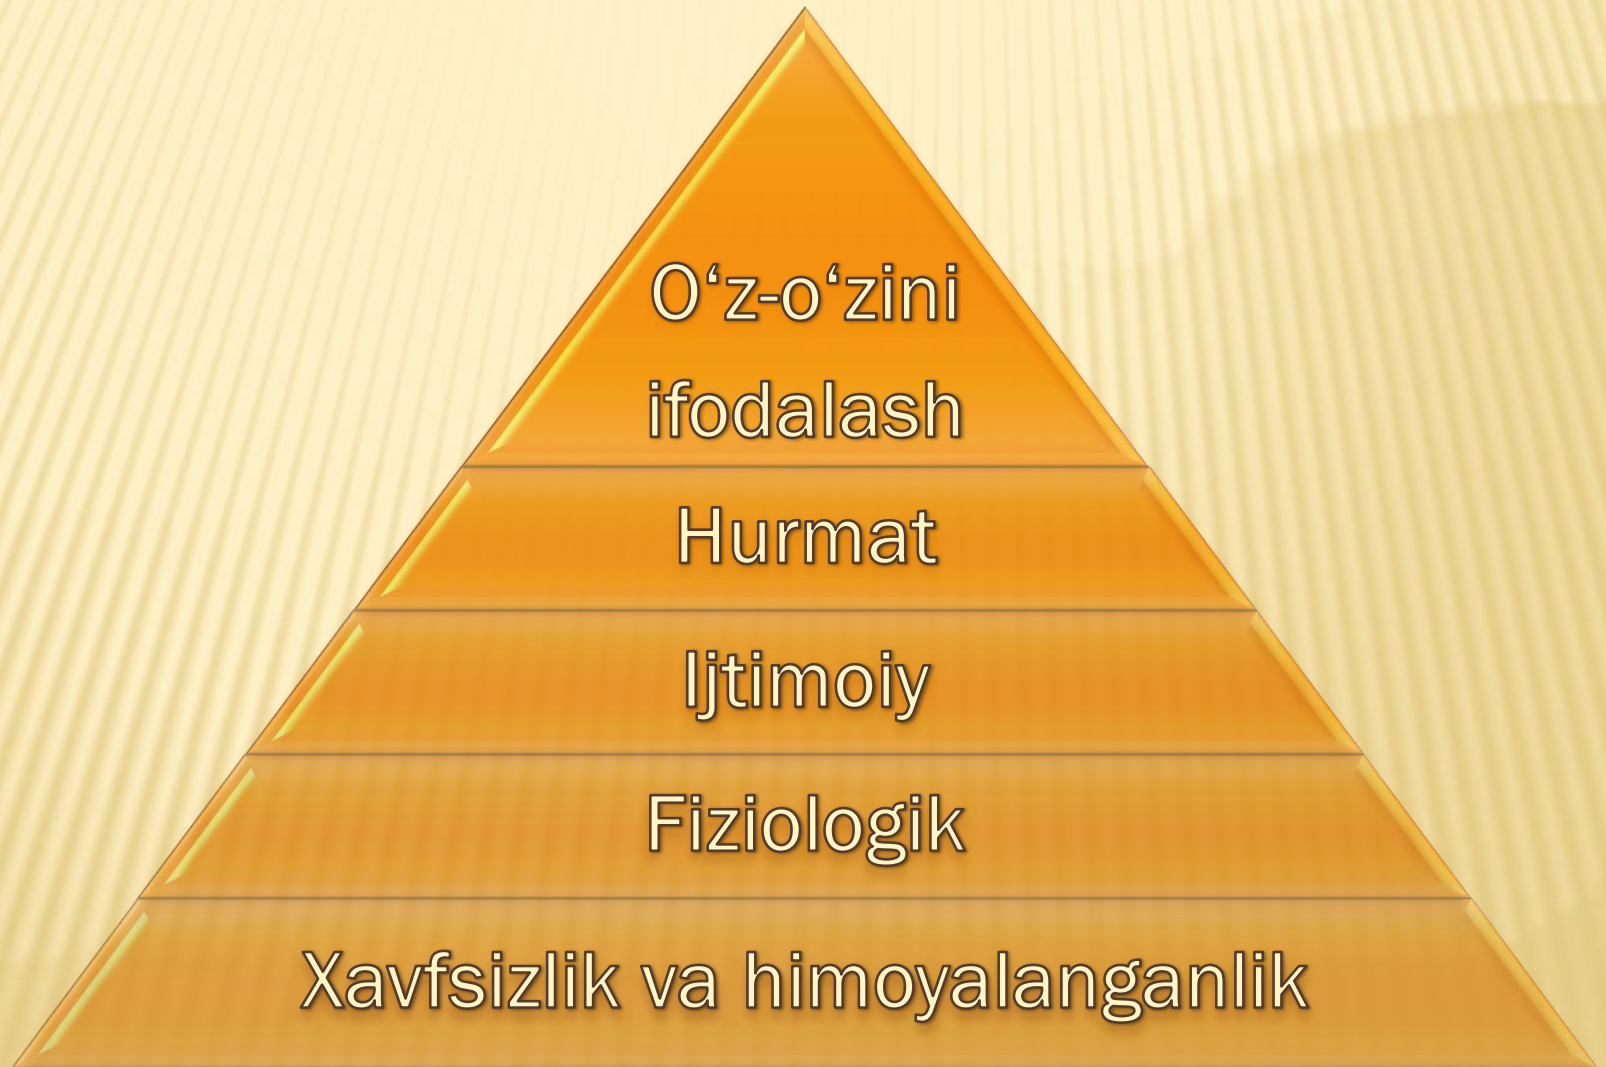 O‘z-o‘zini
ifodalash
Hurmat
Ijtimoiy
Fiziologik
Xavfsizlik va himoyalanganlik